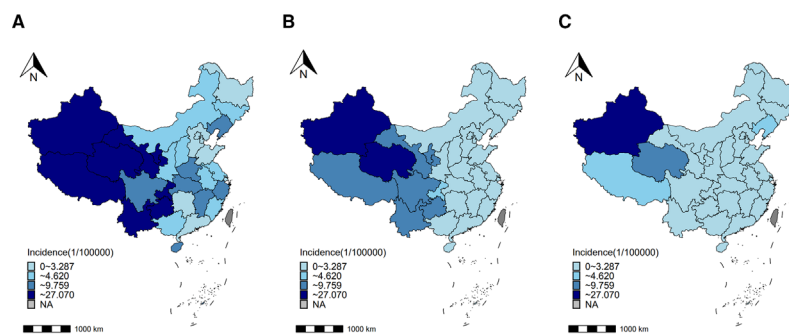 A
B
C
N
N
N
Incidence(1/100000)
0~3.287
~4.620
~9.759
~27.070
NA
1000 km
Incidence(1/100000)
0~3.287
~4.620
~9.759
~27.070
NA
1000 km
Incidence(1/100000)
0~3.287
~4.620
~9.759
~27.070
NA
1000 km